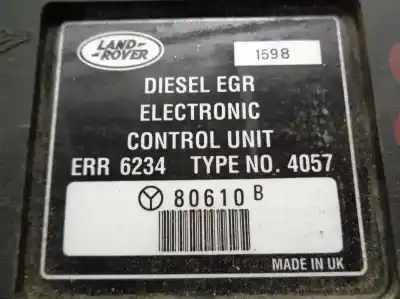 LAND-
-ROVER
1598
DIESEL EGR
ELECTRONIC
CONTROL UNIT
ERR 6234 TYPE NO. 4057
80610 B
MADE IN UK